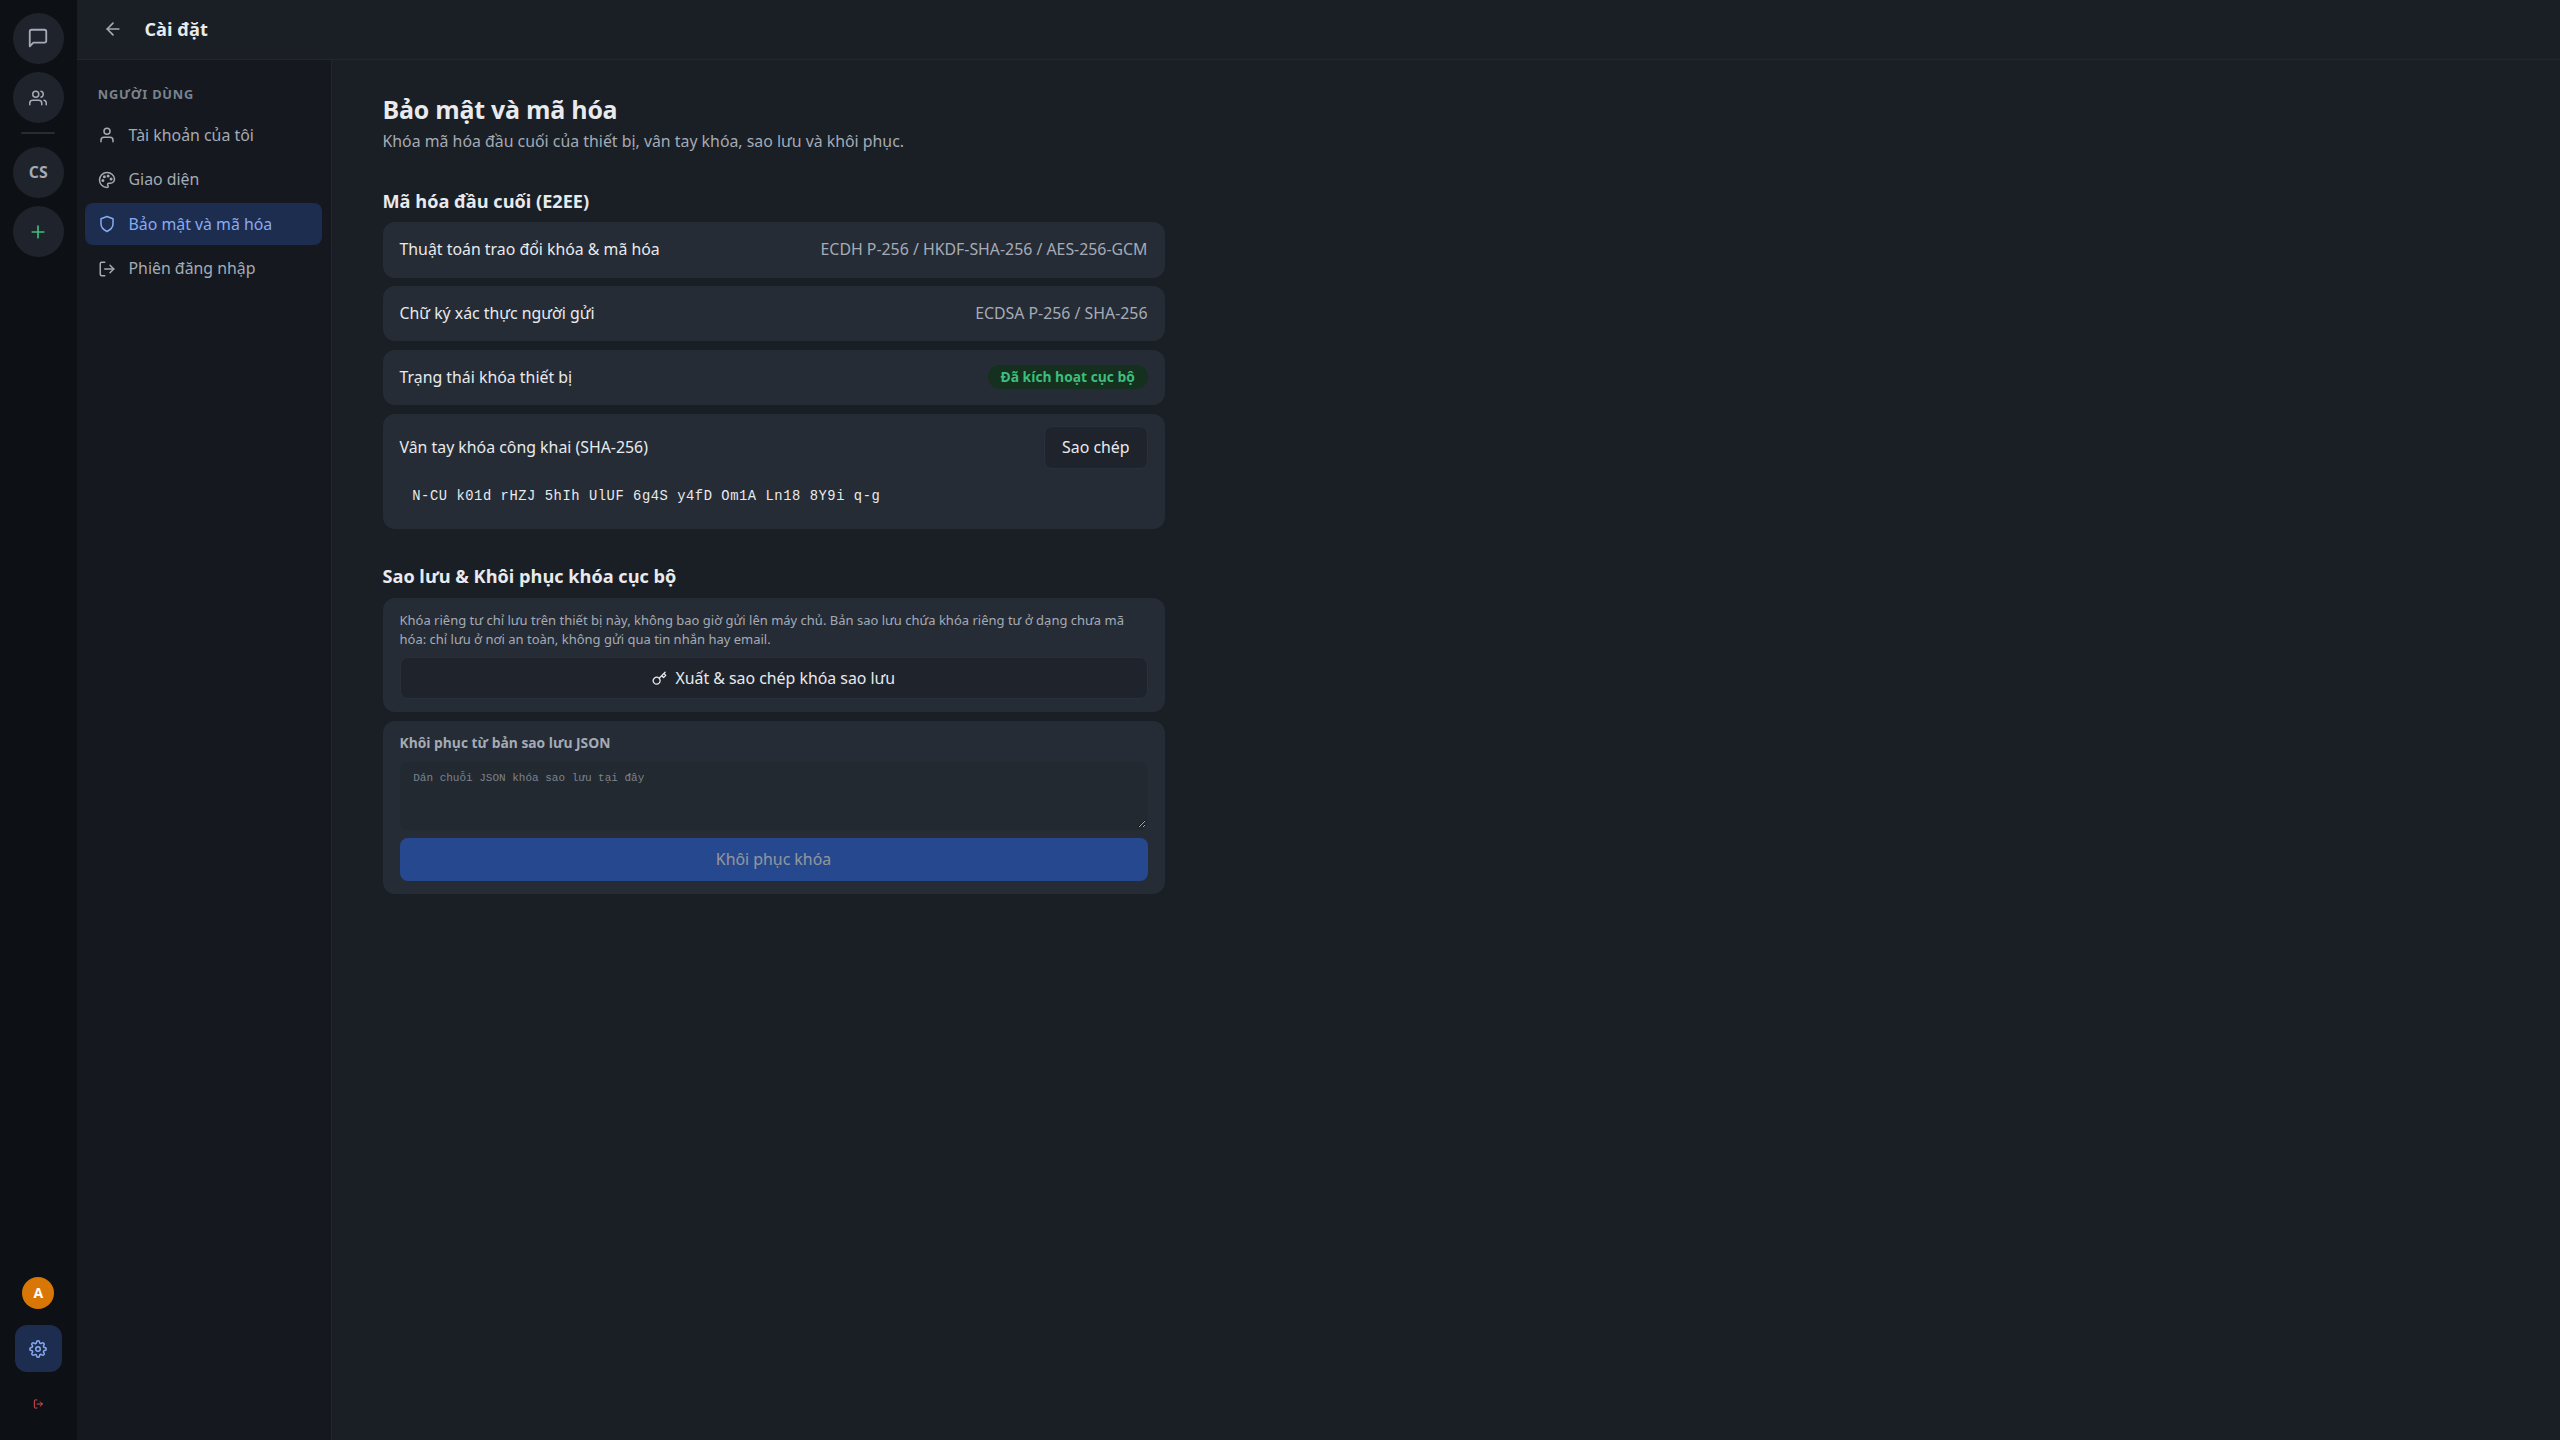 Cài đặt
CS
NGƯỜI DÙNG
Tài khoản của tôi
Giao diện
Bảo mật và mã hóa
Phiên đăng nhập
A
Bảo mật và mã hóa
Khóa mã hóa đầu cuối của thiết bị, vân tay khóa, sao lưu và khôi phục.
Mã hóa đầu cuối (E2EE)
Thuật toán trao đổi khóa & mã hóa
ECDH P-256 / HKDF-SHA-256 / AES-256-GCM
Chữ ký xác thực người gửi
ECDSA P-256 / SHA-256
Trạng thái khóa thiết bị
Đã kích hoạt cục bộ
Vân tay khóa công khai (SHA-256)
Sao chép
N-CU k01d rHZJ 5hIh UlUF 6g4S y4fD Om1A Ln18 8Y9i q-g
Sao lưu & Khôi phục khóa cục bộ
Khóa riêng tư chỉ lưu trên thiết bị này, không bao giờ gửi lên máy chủ. Bản sao lưu chứa khóa riêng tư ở dạng chưa mã
hóa: chỉ lưu ở nơi an toàn, không gửi qua tin nhắn hay email.
Xuất & sao chép khóa sao lưu
Khôi phục từ bản sao lưu JSON
Dán chuỗi JSON khóa sao lưu tại đây
Khôi phục khóa